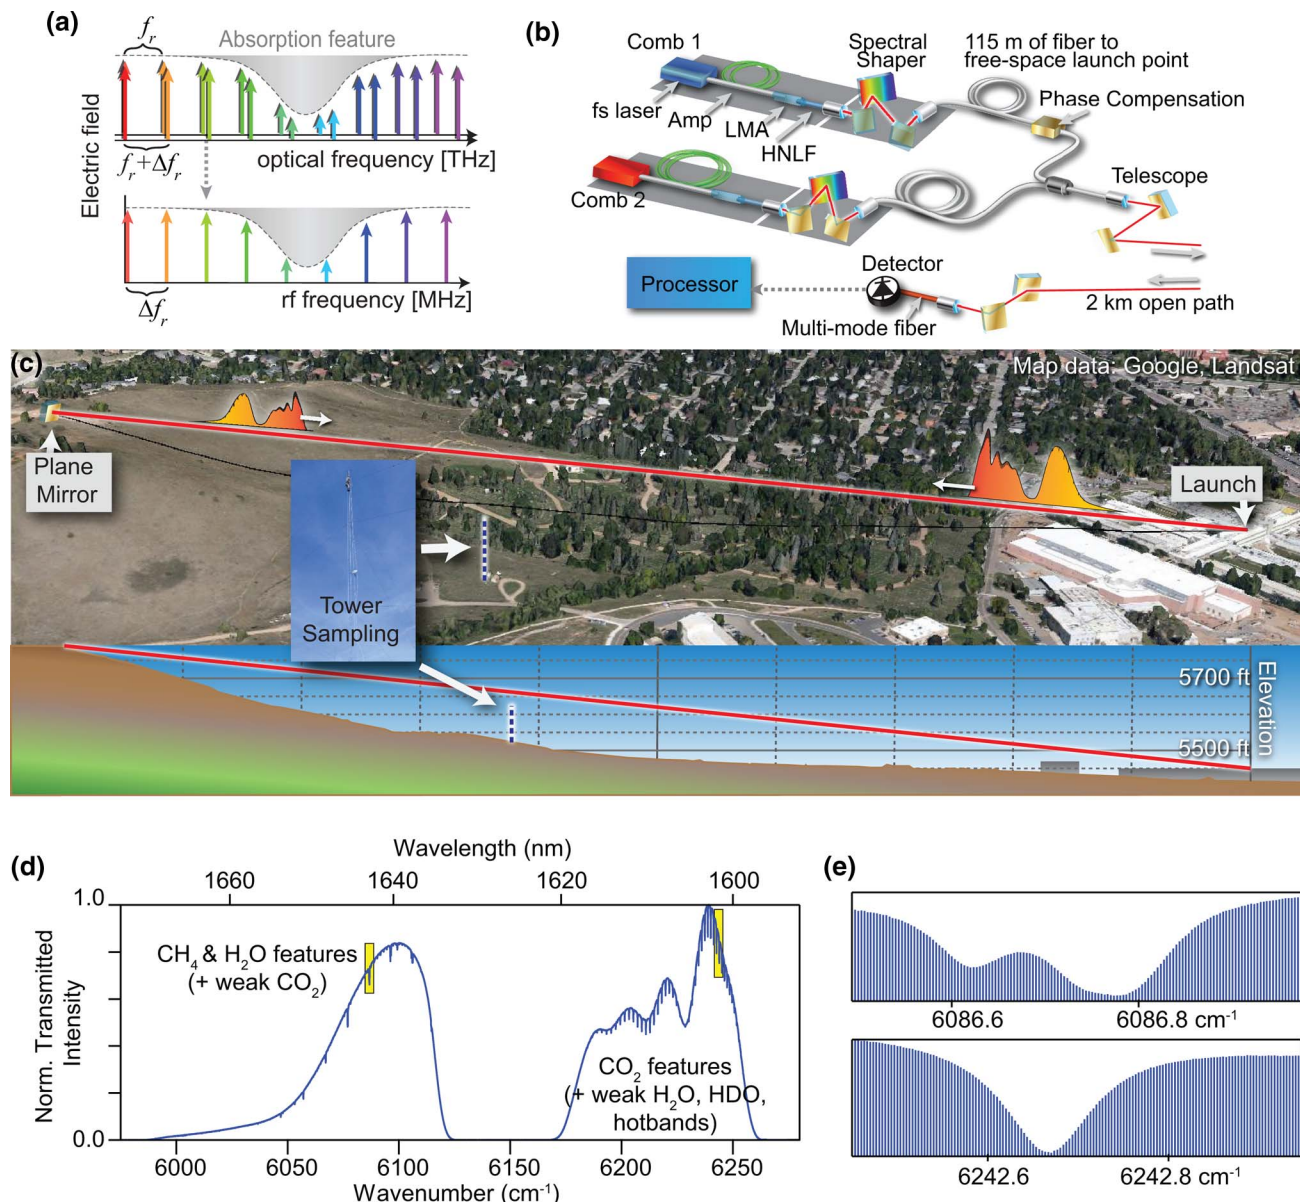 (a)
f_r
Absorption feature
Electric field
f_r+Δf_r
optical frequency [THz]
Δf_r
rf frequency [MHz]
(b)
Comb 1
Spectral
Shaper
115 m of fiber to
free-space launch point
fs laser
Amp
LMA
HNLF
Phase Compensation
Comb 2
Telescope
Processor
Detector
Multi-mode fiber
2 km open path
(c)
Map data: Google, Landsat
Plane
Mirror
Launch
Tower
Sampling
5700 ft
5500 ft
Elevation
(d)
Wavelength (nm)
1660
1640
1620
1600
1.0
Norm. Transmitted
Intensity
CH₄ & H₂O features
(+ weak CO₂)
CO₂ features
(+ weak H₂O, HDO,
hotbands)
0.0
6000
6050
6100
6150
6200
6250
Wavenumber (cm⁻¹)
(e)
6086.6
6086.8 cm⁻¹
6242.6
6242.8 cm⁻¹